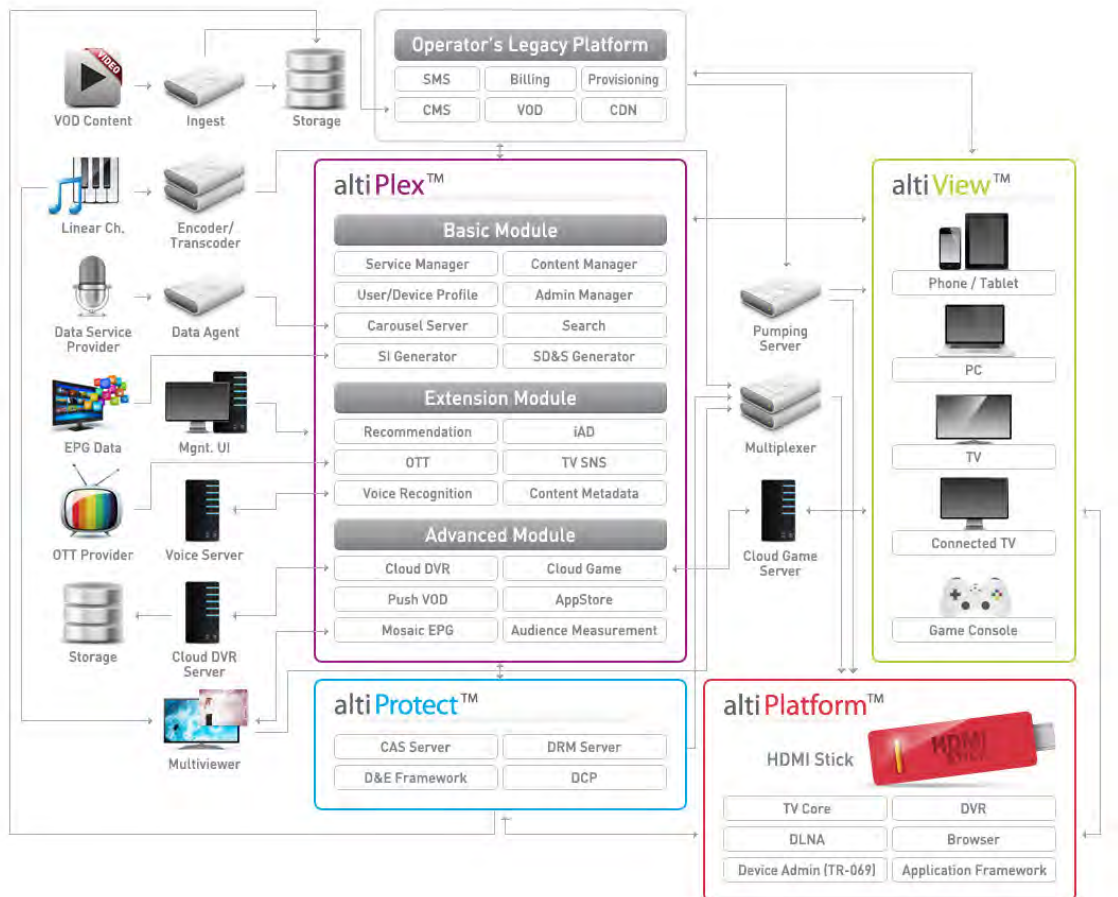 Operator's Legacy Platform
SMS
Billing
Provisioning
CMS
VOD
CDN
VIDEO
VOD Content
Ingest
Storage
Linear Ch.
Encoder/
Transcoder
Data Service
Provider
Data Agent
EPG Data
Mgnt. UI
OTT Provider
Voice Server
Storage
Cloud DVR
Server
Multiviewer
altiPlex™
Basic Module
Service Manager
Content Manager
User/Device Profile
Admin Manager
Carousel Server
Search
SI Generator
SD&S Generator
Extension Module
Recommendation
iAD
OTT
TV SNS
Voice Recognition
Content Metadata
Advanced Module
Cloud DVR
Cloud Game
Push VOD
AppStore
Mosaic EPG
Audience Measurement
altiProtect™
CAS Server
DRM Server
D&E Framework
DCP
Pumping
Server
Multiplexer
Cloud Game
Server
altiView™
Phone / Tablet
PC
TV
Connected TV
Game Console
altiPlatform™
HDMI Stick
HDMI
STICK
TV Core
DVR
DLNA
Browser
Device Admin (TR-069)
Application Framework